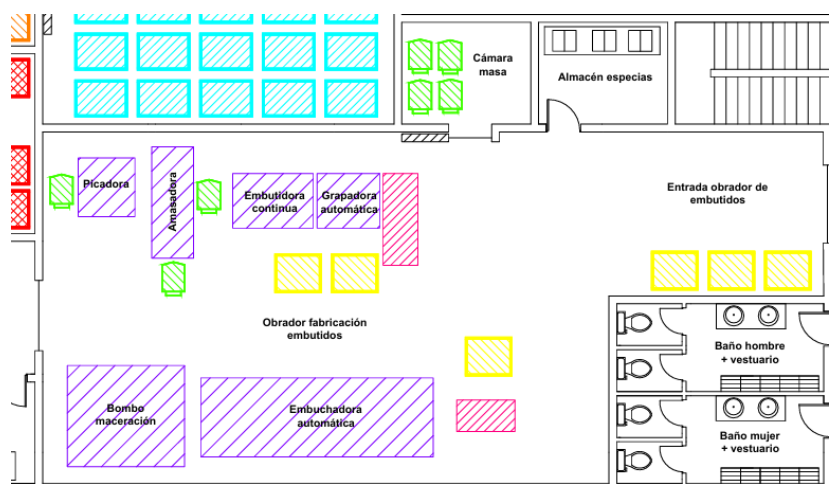 Cámara
masa
Almacén especias
Picadora
Amasadora
Embutidora
continua
Grapadora
automática
Entrada obrador de
embutidos
Obrador fabricación
embutidos
Baño hombre
+ vestuario
Bombo
maceración
Embuchadora
automática
Baño mujer
+ vestuario